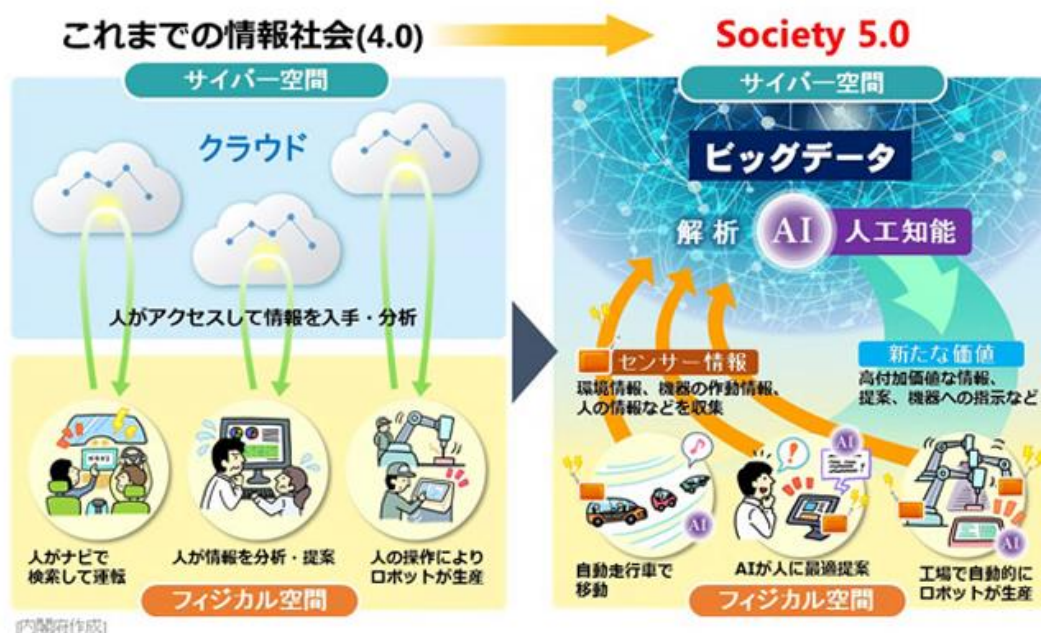 これまでの情報社会(4.0)
Society 5.0
サイバー空間
クラウド
人がアクセスして情報を入手・分析
人がナビで
検索して運転
人が情報を分析・提案
人の操作により
ロボットが生産
フィジカル空間
サイバー空間
ビッグデータ
解析 AI 人工知能
センサー情報
環境情報、機器の作動情報、
人の情報などを収集
新たな価値
高付加価値な情報、
提案、機器への指示など
AI
AI
AI
自動走行車で
移動
AIが人に最適提案
工場で自動的に
ロボットが生産
フィジカル空間
[内閣府作成]